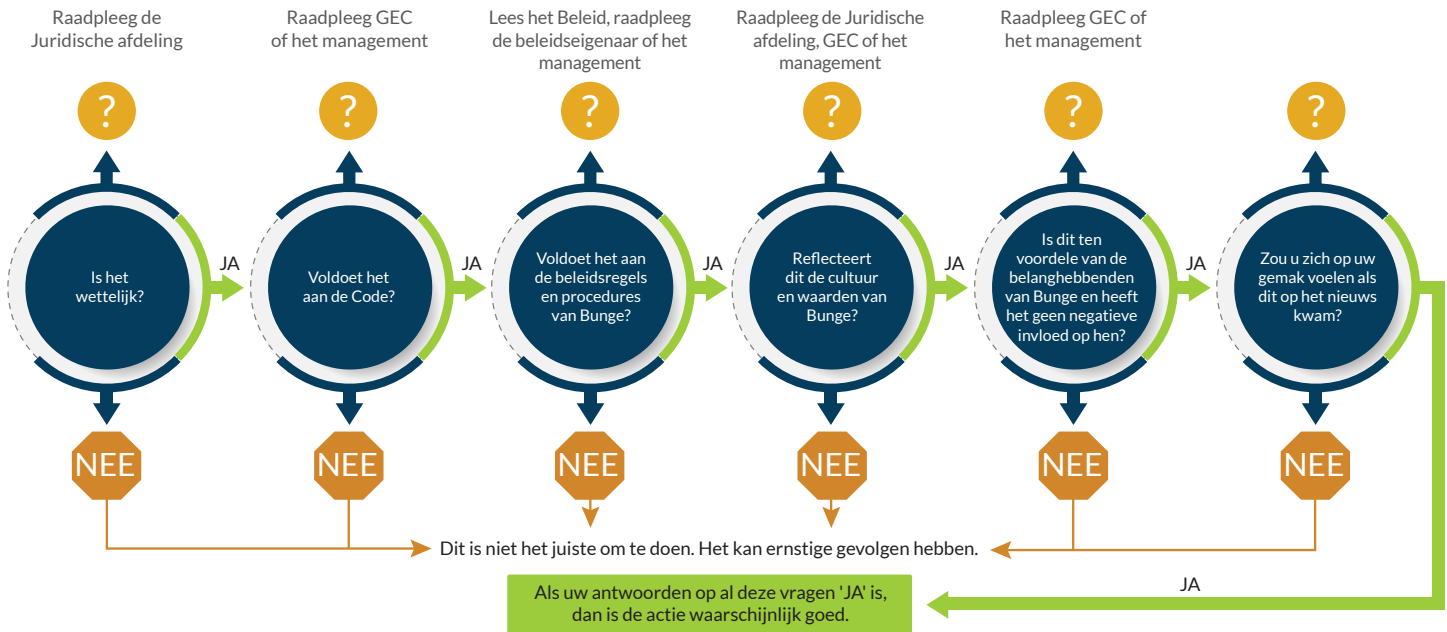 Raadpleeg de
Juridische afdeling
Raadpleeg GEC
of het management
Lees het Beleid, raadpleeg
de beleidseigenaar of het
management
Raadpleeg de Juridische
afdeling, GEC of het
management
Raadpleeg GEC of
het management
?
?
?
?
?
?
Is het
wettelijk?
JA
Voldoet het
aan de Code?
JA
Voldoet het aan
de beleidsregels
en procedures
van Bunge?
JA
Reflecteert
dit de cultuur
en waarden van
Bunge?
JA
Is dit ten
voordele van de
belanghebbenden
van Bunge en heeft
het geen negatieve
invloed op hen?
JA
Zou u zich op uw
gemak voelen als
dit op het nieuws
kwam?
NEE
NEE
NEE
NEE
NEE
NEE
Dit is niet het juiste om te doen. Het kan ernstige gevolgen hebben.
JA
Als uw antwoorden op al deze vragen 'JA' is,
dan is de actie waarschijnlijk goed.